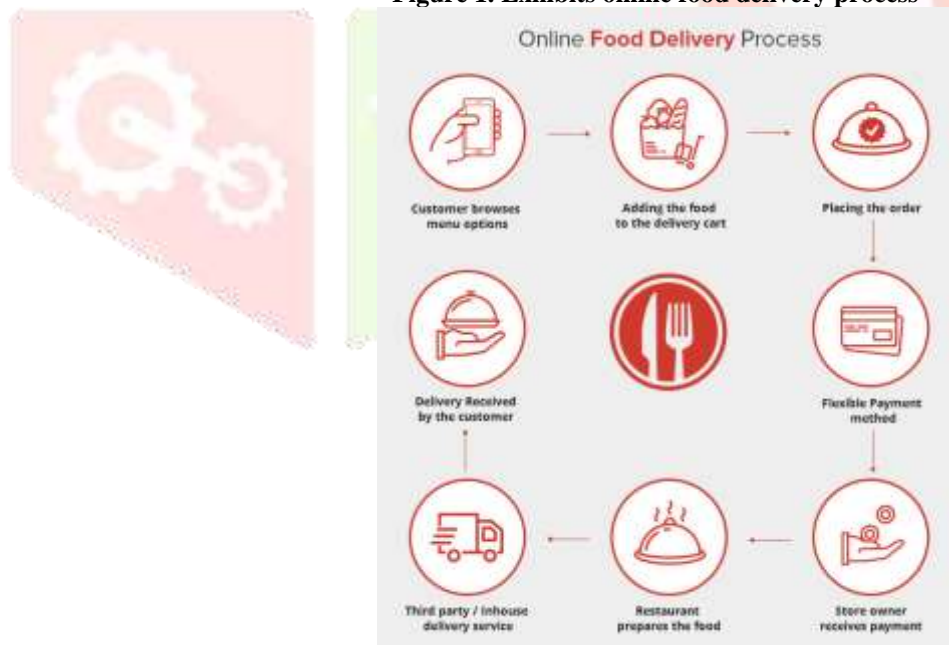 Figure 1. Exhibits online food delivery process
Online Food Delivery Process
Customer browses
menu options
Adding the food
to the delivery cart
Placing the order
Flexible Payment
method
Store owner
receives payment
Restaurant
prepares the food
Third party / Inhouse
delivery service
Delivery Received
by the customer